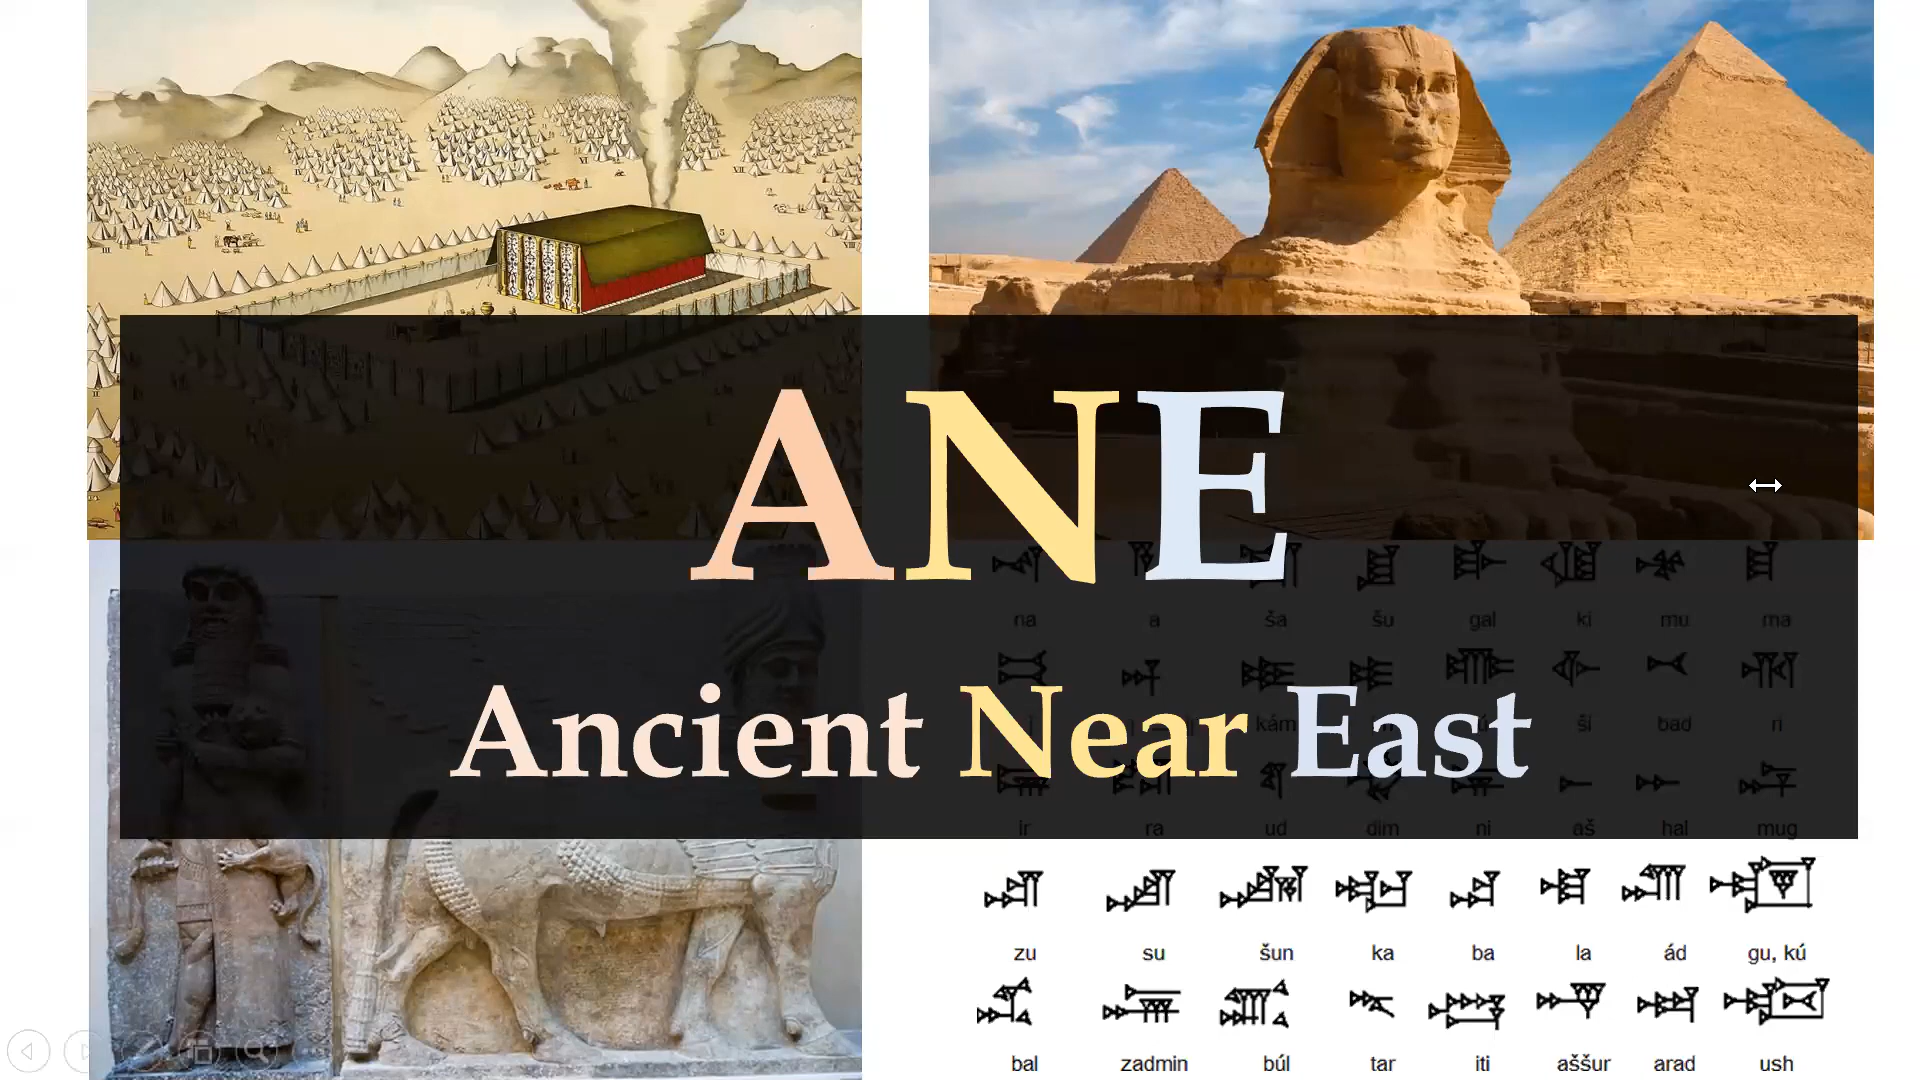 ANE
Ancient Near East
na a ša šu gal ki mu ma
kám ši bad ri
ir ra ud dim ni aš hal mug
zu su šun ka ba la ád gu, kú
bal zadmin búl tar iti aššur arad ush